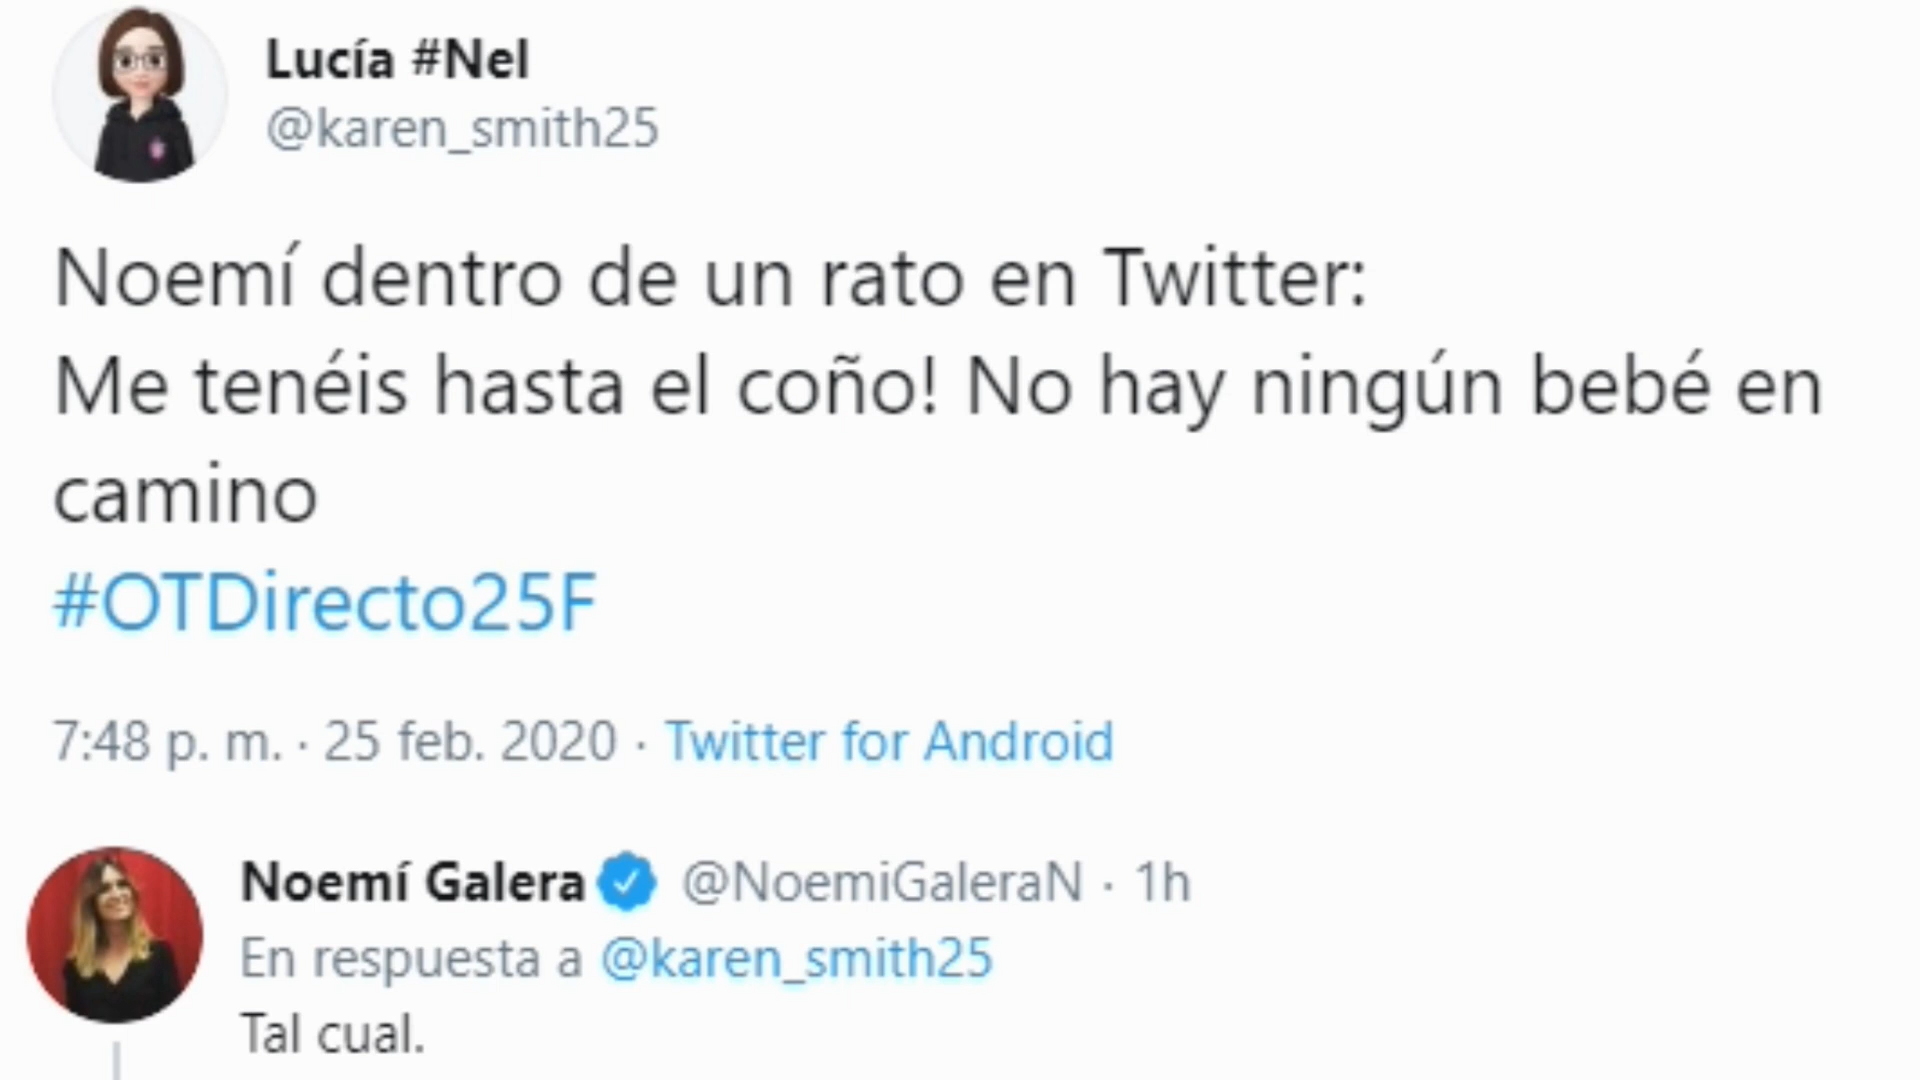 Lucía #Nel
@karen_smith25
Noemí dentro de un rato en Twitter:
Me tenéis hasta el coño! No hay ningún bebé en
camino
#OTDirecto25F
7:48 p. m. · 25 feb. 2020 · Twitter for Android
Noemí Galera @NoemiGaleraN · 1h
En respuesta a @karen_smith25
Tal cual.